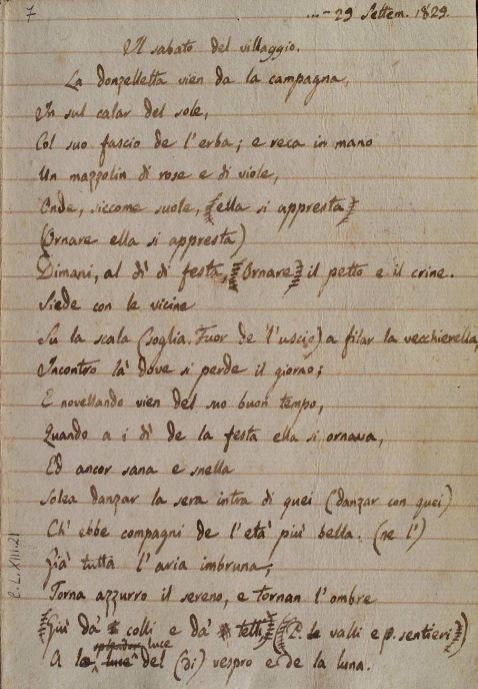 7
... - 29 Settem. 1829.
Il sabato del villaggio.
La donzelletta vien da la campagna,
In sul calar del sole,
Col suo fascio de l'erba; e reca in mano
Un mazzolin di rose e di viole,
Onde, siccome suole, (ella si appresta)
(Ornare ella si appresta)
Dimani, al dì di festa, (Ornare) il petto e il crine.
Siede con le vicine
Su la scala (soglia. Fuor de l'uscio) a filar la vecchierella,
Incontro là dove si perde il giorno;
E novellando vien del suo buon tempo,
Quando a i dì de la festa ella si ornava,
Ed ancor sana e snella
Solea danzar la sera intra di quei (danzar con quei)
Ch'ebbe compagni de l'età più bella. (ne l')
Già tutta l'aria imbruna,
Torna azzurro il sereno, e tornan l'ombre
Giù da' colli e da' tetti, (P. le valli e p. sentieri)
splendor luce
A la luce del (di) vespro e de la luna.
C.L.XIII.21